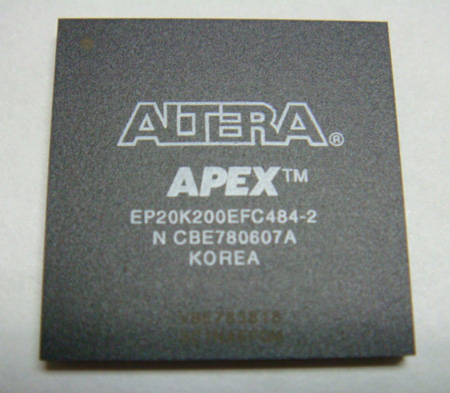 ALTERA®
APEX™
EP20K200EFC484-2
N CBE780607A
KOREA